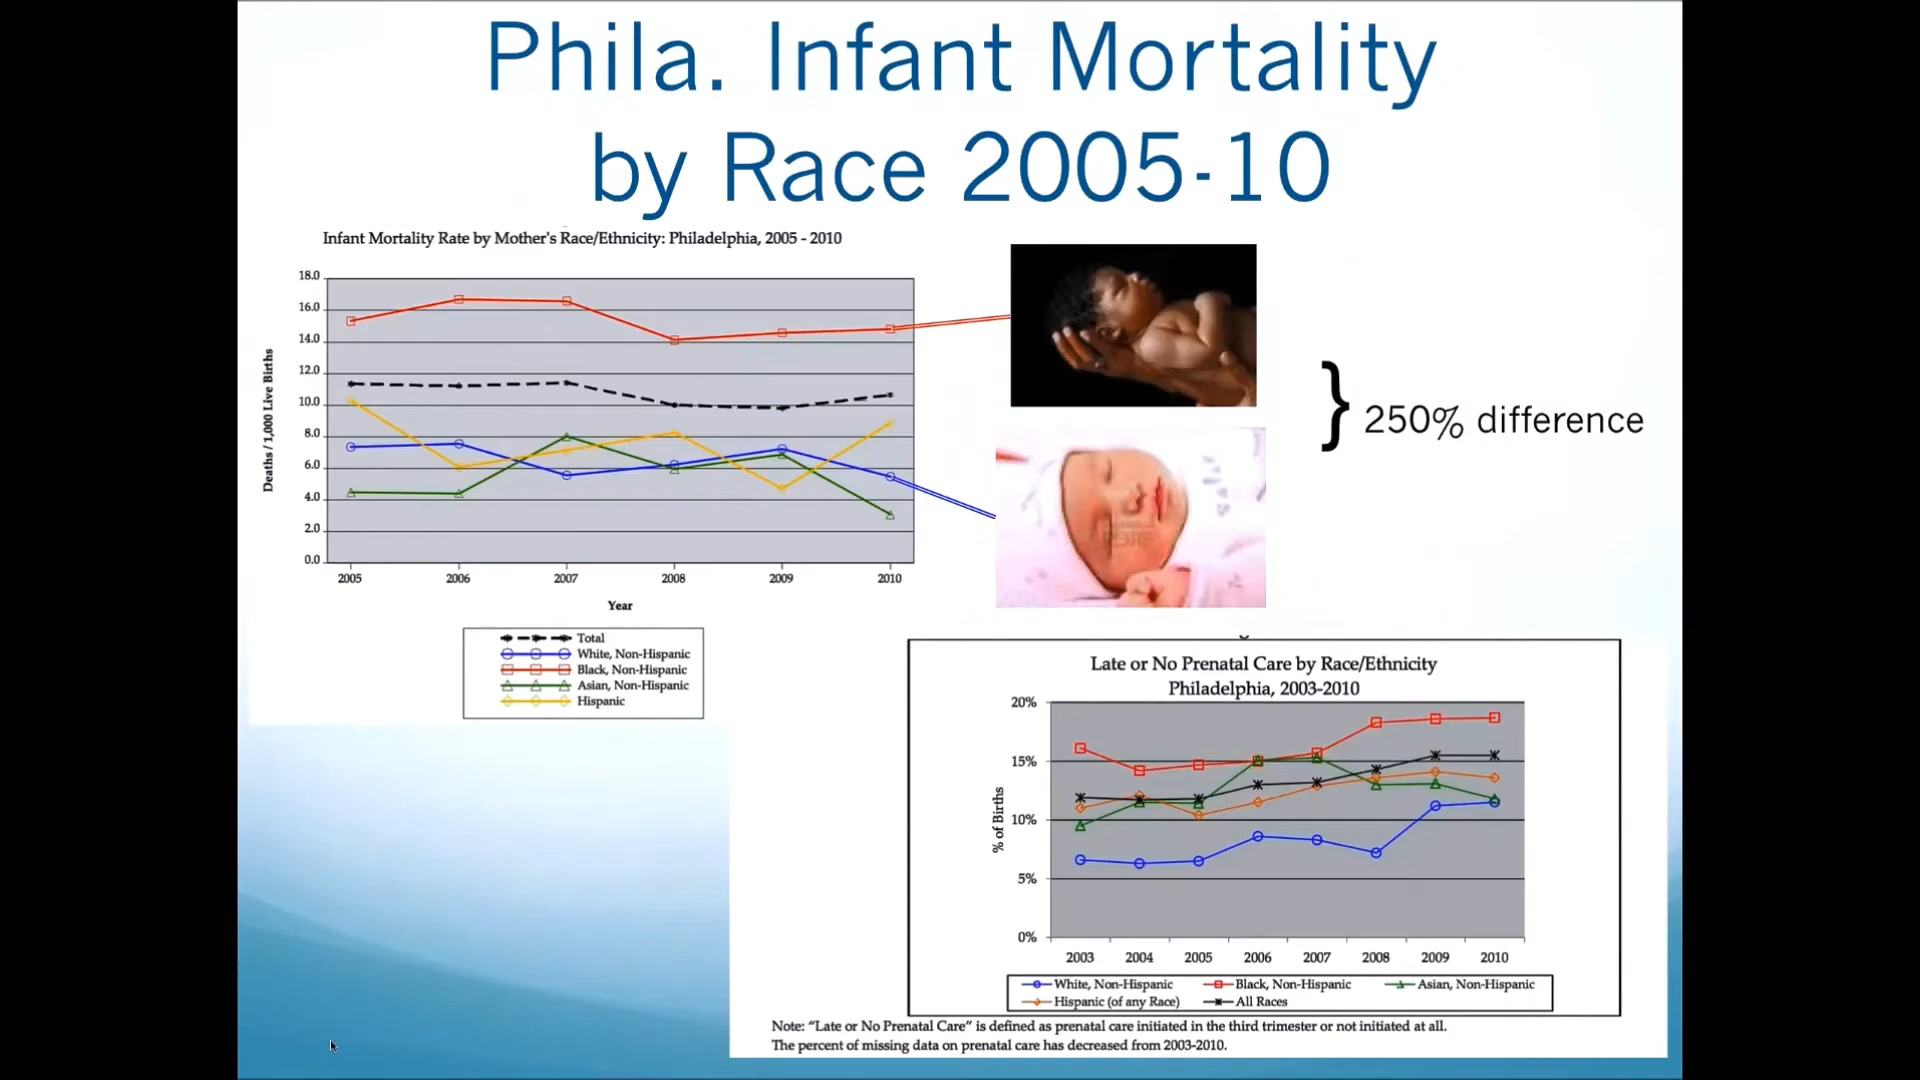 Phila. Infant Mortality
by Race 2005-10
Infant Mortality Rate by Mother's Race/Ethnicity: Philadelphia, 2005 - 2010
18.0
16.0
14.0
12.0
10.0
8.0
6.0
4.0
2.0
0.0
Deaths / 1,000 Live Births
2005 2006 2007 2008 2009 2010
Year
Total
White, Non-Hispanic
Black, Non-Hispanic
Asian, Non-Hispanic
Hispanic
} 250% difference
Late or No Prenatal Care by Race/Ethnicity
Philadelphia, 2003-2010
20%
15%
10%
5%
0%
% of Births
2003 2004 2005 2006 2007 2008 2009 2010
White, Non-Hispanic Black, Non-Hispanic Asian, Non-Hispanic
Hispanic (of any Race) All Races
Note: “Late or No Prenatal Care” is defined as prenatal care initiated in the third trimester or not initiated at all.
The percent of missing data on prenatal care has decreased from 2003-2010.